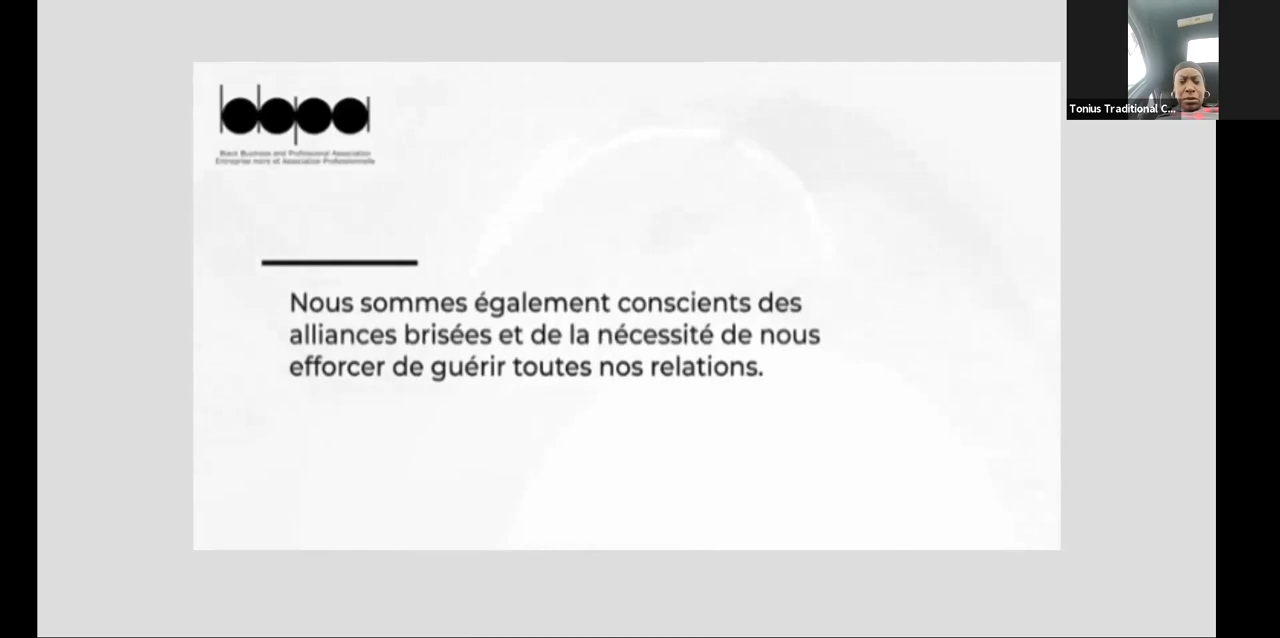 bbpa
Black Business and Professional Association
Entreprise noire et Association Professionnelle
Nous sommes également conscients des
alliances brisées et de la nécessité de nous
efforcer de guérir toutes nos relations.
Tonius Traditional C...